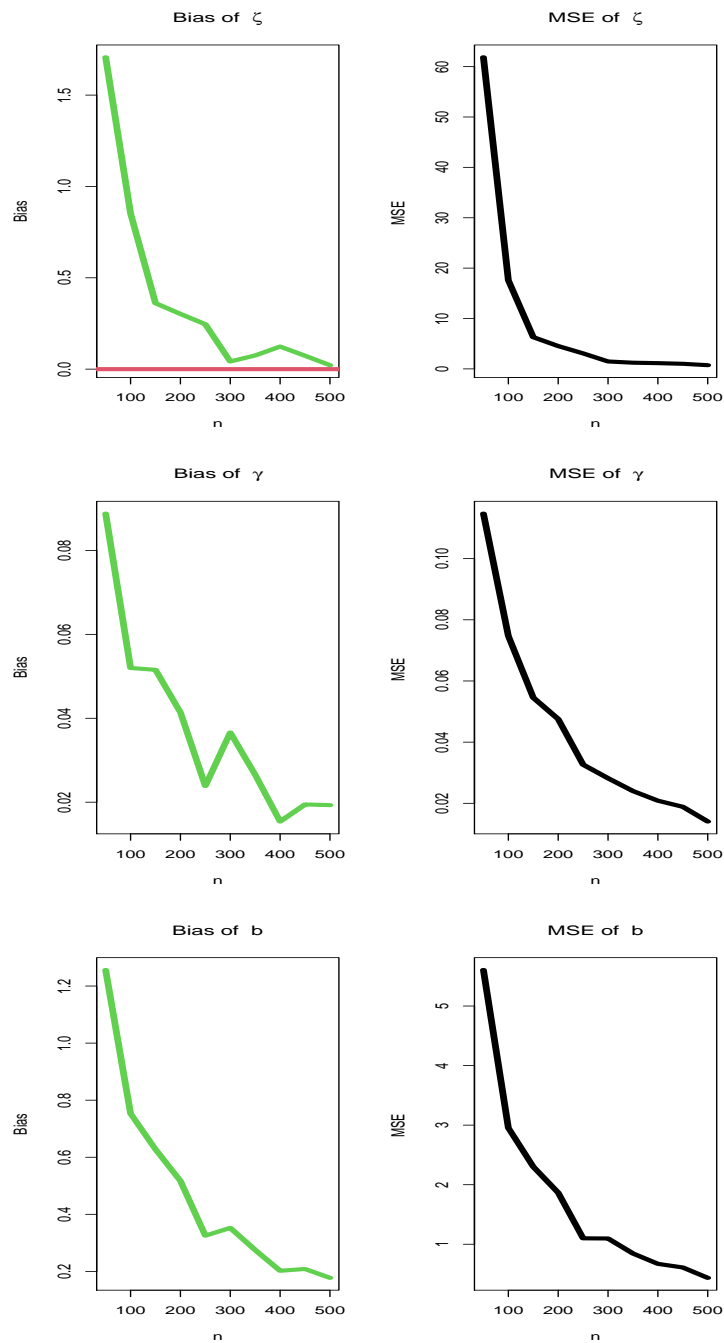 Bias of ζ
MSE of ζ
Bias
1.5
1.0
0.5
0.0
100 200 300 400 500
n
MSE
60
50
40
30
20
10
0
100 200 300 400 500
n
Bias of γ
MSE of γ
Bias
0.08
0.06
0.04
0.02
100 200 300 400 500
n
MSE
0.10
0.08
0.06
0.04
0.02
100 200 300 400 500
n
Bias of b
MSE of b
Bias
1.2
1.0
0.8
0.6
0.4
0.2
100 200 300 400 500
n
MSE
5
4
3
2
1
100 200 300 400 500
n